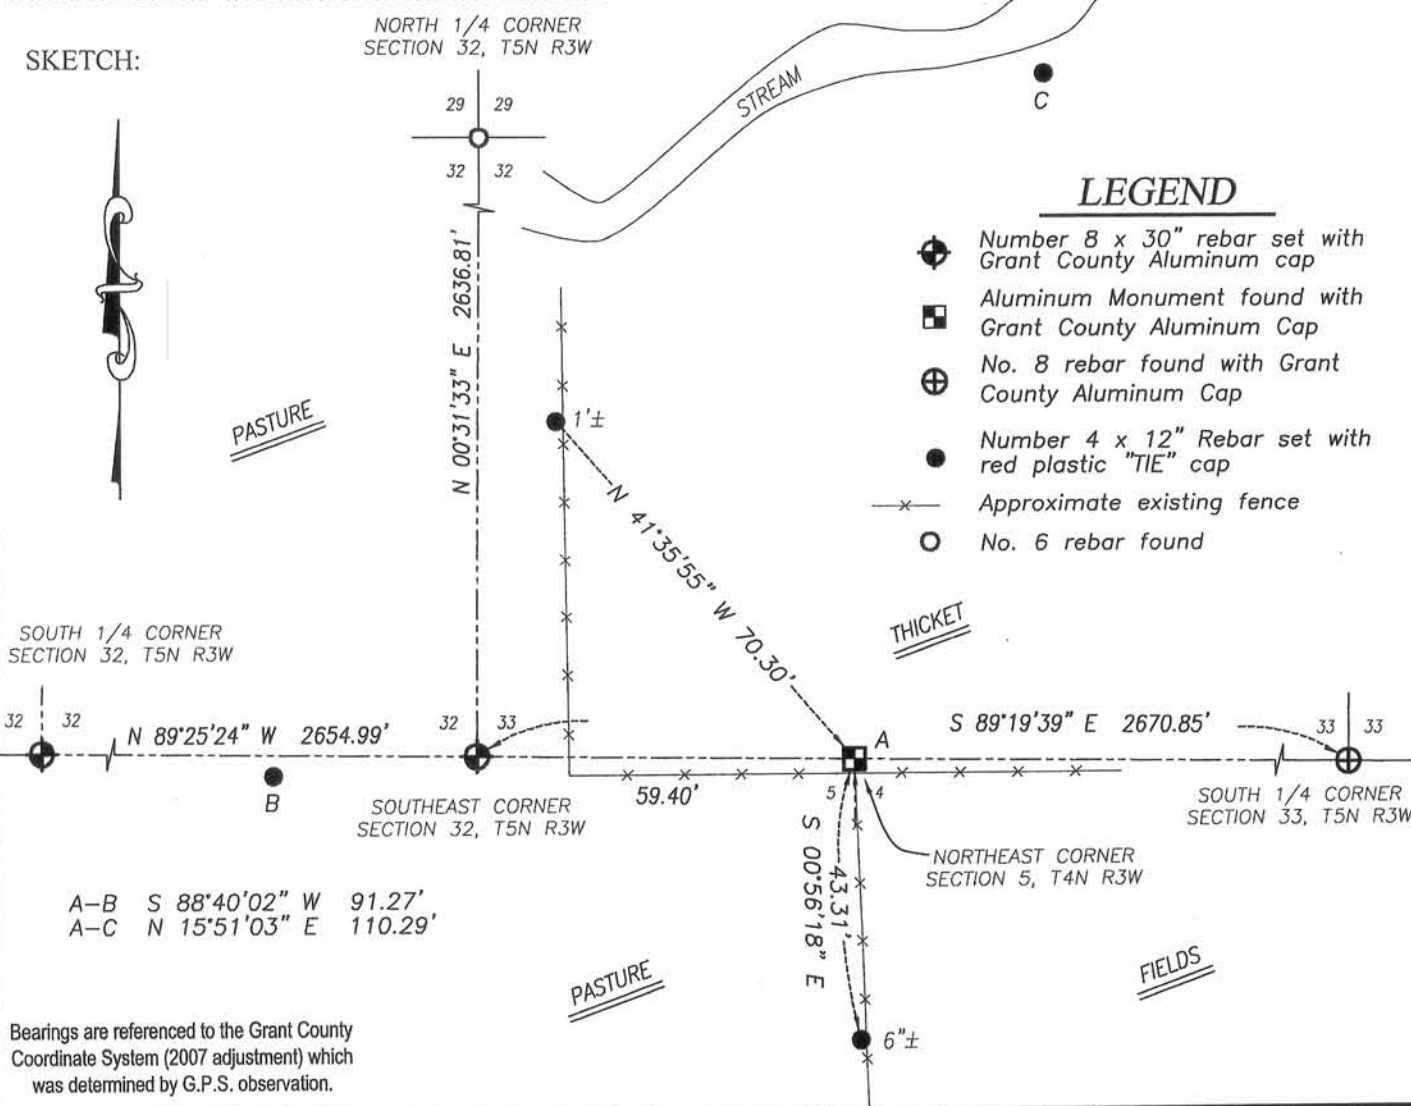 NORTH 1/4 CORNER
SECTION 32, T5N R3W
SKETCH:
STREAM
C
29 29
32 32
LEGEND
Number 8 x 30" rebar set with
Grant County Aluminum cap
Aluminum Monument found with
Grant County Aluminum Cap
No. 8 rebar found with Grant
County Aluminum Cap
Number 4 x 12" Rebar set with
red plastic "TIE" cap
Approximate existing fence
No. 6 rebar found
N 00°31'33" E 2636.81'
PASTURE
1'±
N 41°35'55" W 70.30'
THICKET
SOUTH 1/4 CORNER
SECTION 32, T5N R3W
32 32
N 89°25'24" W 2654.99'
32 33
A
S 89°19'39" E 2670.85'
33 33
B
SOUTHEAST CORNER
SECTION 32, T5N R3W
59.40'
5 4
SOUTH 1/4 CORNER
SECTION 33, T5N R3W
43.31'
S 00°56'18" E
NORTHEAST CORNER
SECTION 5, T4N R3W
A-B S 88°40'02" W 91.27'
A-C N 15°51'03" E 110.29'
PASTURE
FIELDS
6"±
Bearings are referenced to the Grant County
Coordinate System (2007 adjustment) which
was determined by G.P.S. observation.